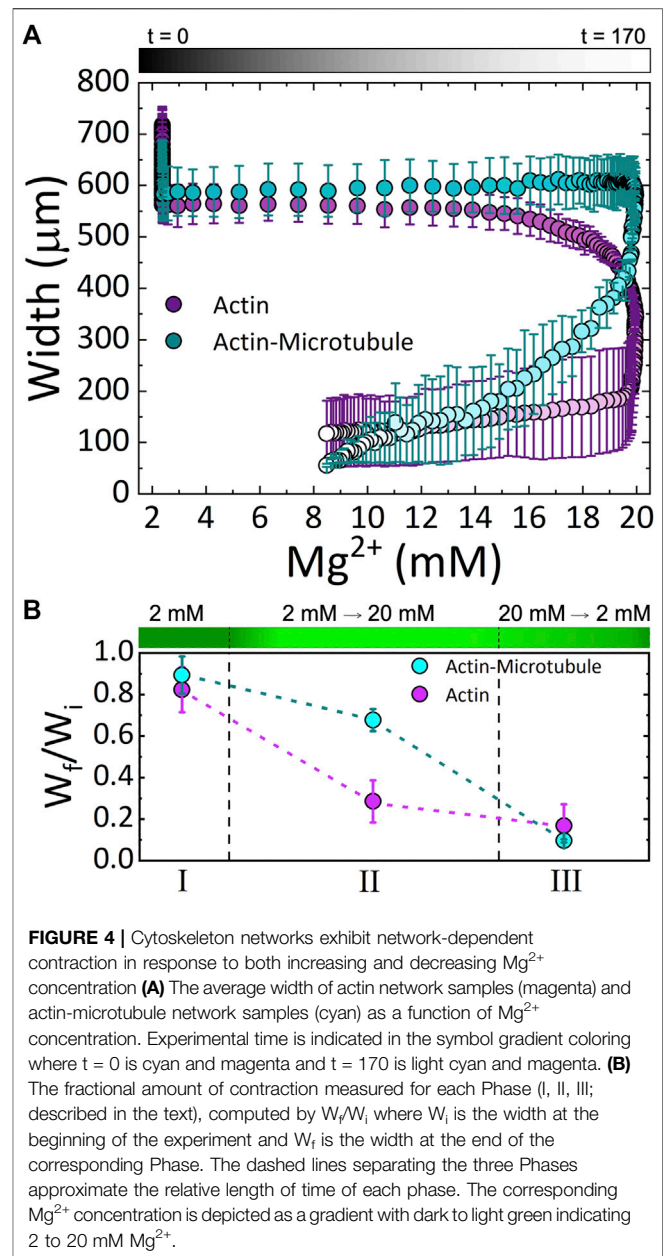 A
t = 0 t = 170
800
700
600
500
400
300
200
100
0
Width (μm)
Actin
Actin-Microtubule
2 4 6 8 10 12 14 16 18 20
Mg²⁺ (mM)
B
2 mM 2 mM → 20 mM 20 mM → 2 mM
1.0
0.8
0.6
0.4
0.2
0.0
W_f/W_i
Actin-Microtubule
Actin
I II III
FIGURE 4 | Cytoskeleton networks exhibit network-dependent
contraction in response to both increasing and decreasing Mg²⁺
concentration (A) The average width of actin network samples (magenta) and
actin-microtubule network samples (cyan) as a function of Mg²⁺
concentration. Experimental time is indicated in the symbol gradient coloring
where t = 0 is cyan and magenta and t = 170 is light cyan and magenta. (B)
The fractional amount of contraction measured for each Phase (I, II, III;
described in the text), computed by W_f/W_i where W_i is the width at the
beginning of the experiment and W_f is the width at the end of the
corresponding Phase. The dashed lines separating the three Phases
approximate the relative length of time of each phase. The corresponding
Mg²⁺ concentration is depicted as a gradient with dark to light green indicating
2 to 20 mM Mg²⁺.